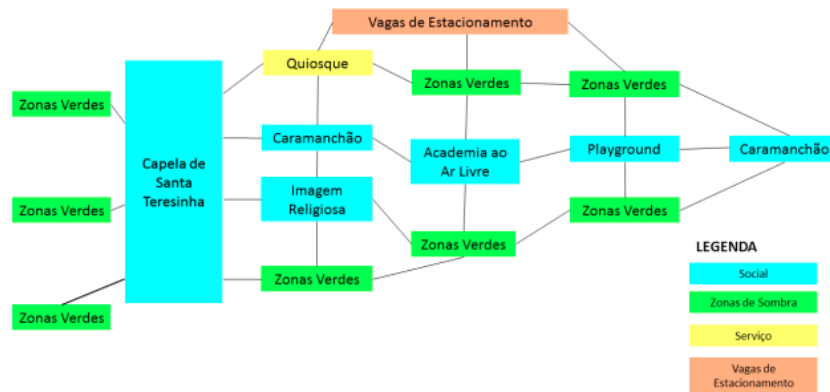 Vagas de Estacionamento
Quiosque
Zonas Verdes
Zonas Verdes
Zonas Verdes
Capela de
Santa
Teresinha
Caramanchão
Academia ao
Ar Livre
Playground
Caramanchão
Imagem
Religiosa
Zonas Verdes
Zonas Verdes
Zonas Verdes
Zonas Verdes
Zonas Verdes
LEGENDA
Social
Zonas de Sombra
Serviço
Vagas de
Estacionamento